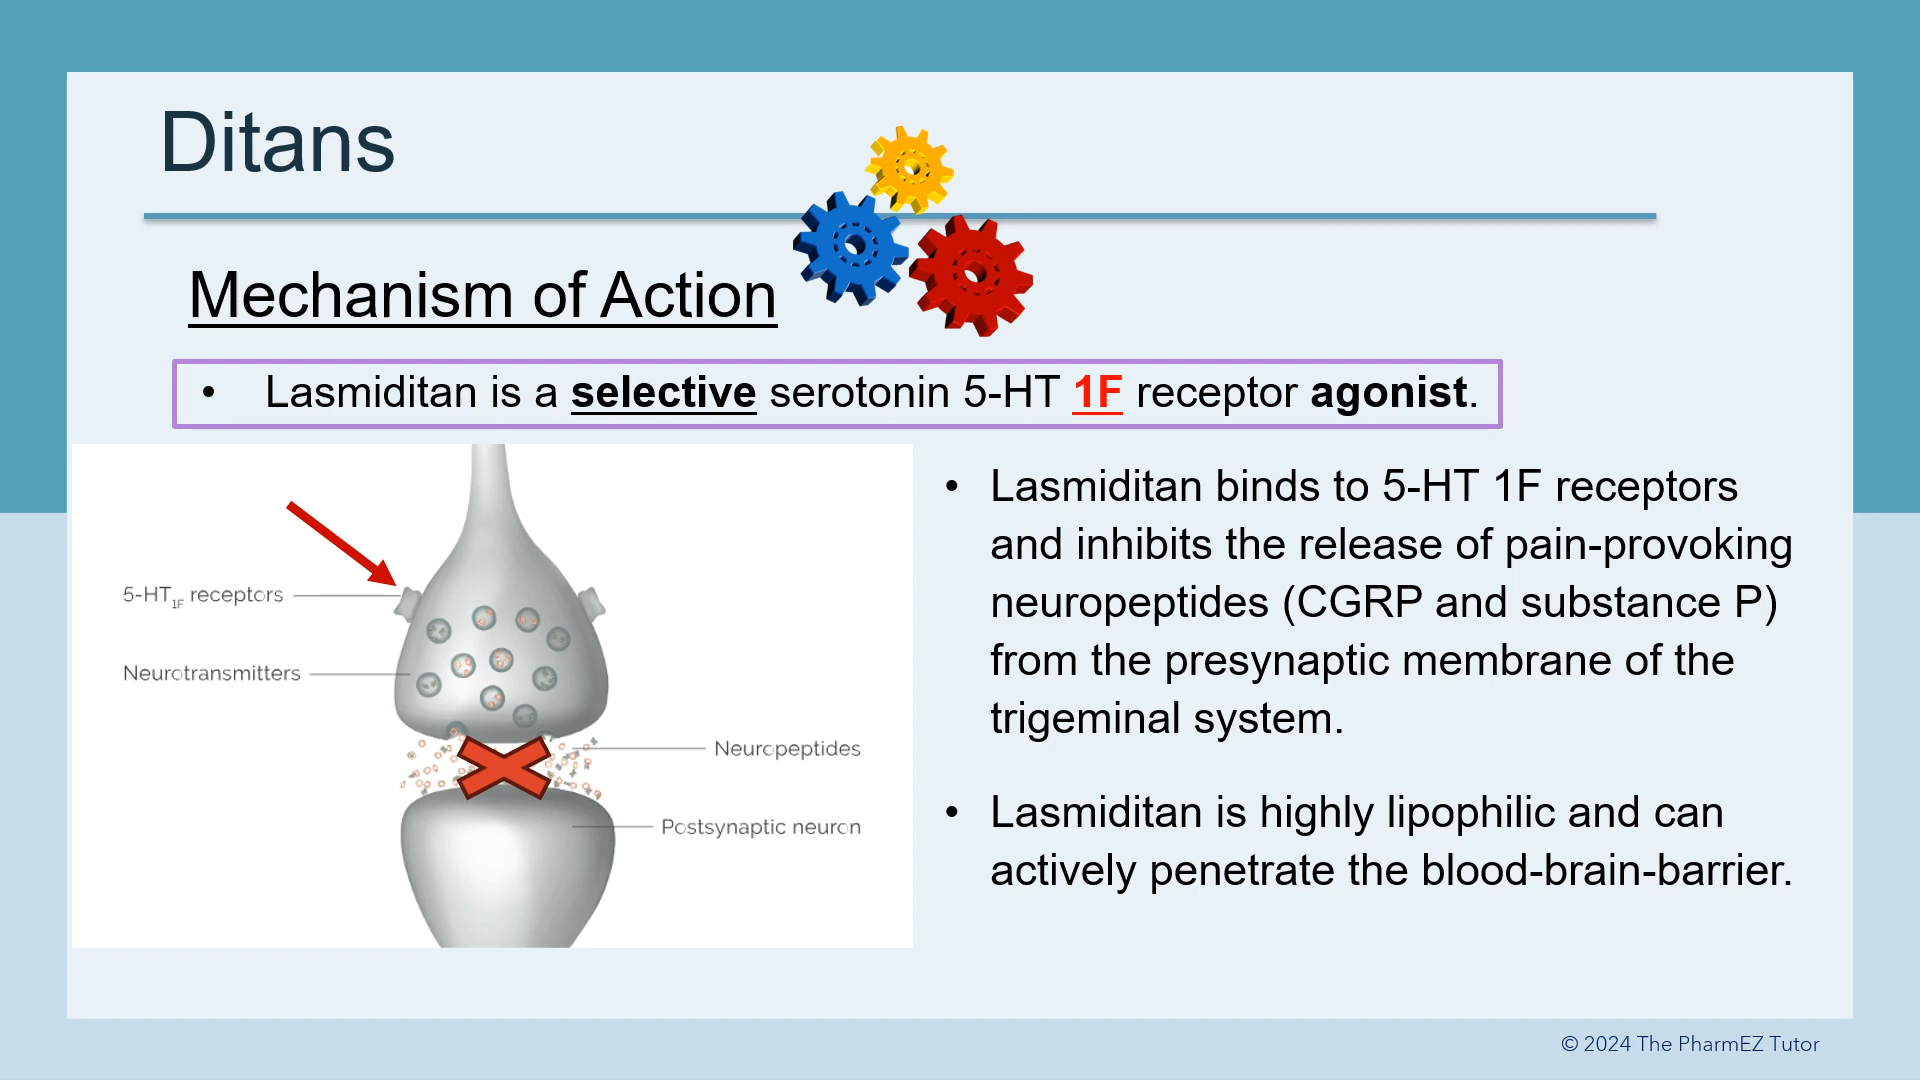 Ditans
Mechanism of Action
• Lasmiditan is a selective serotonin 5-HT 1F receptor agonist.
5-HT1F receptors
Neurotransmitters
Neuropeptides
Postsynaptic neuron
• Lasmiditan binds to 5-HT 1F receptors
and inhibits the release of pain-provoking
neuropeptides (CGRP and substance P)
from the presynaptic membrane of the
trigeminal system.
• Lasmiditan is highly lipophilic and can
actively penetrate the blood-brain-barrier.
© 2024 The PharmEZ Tutor